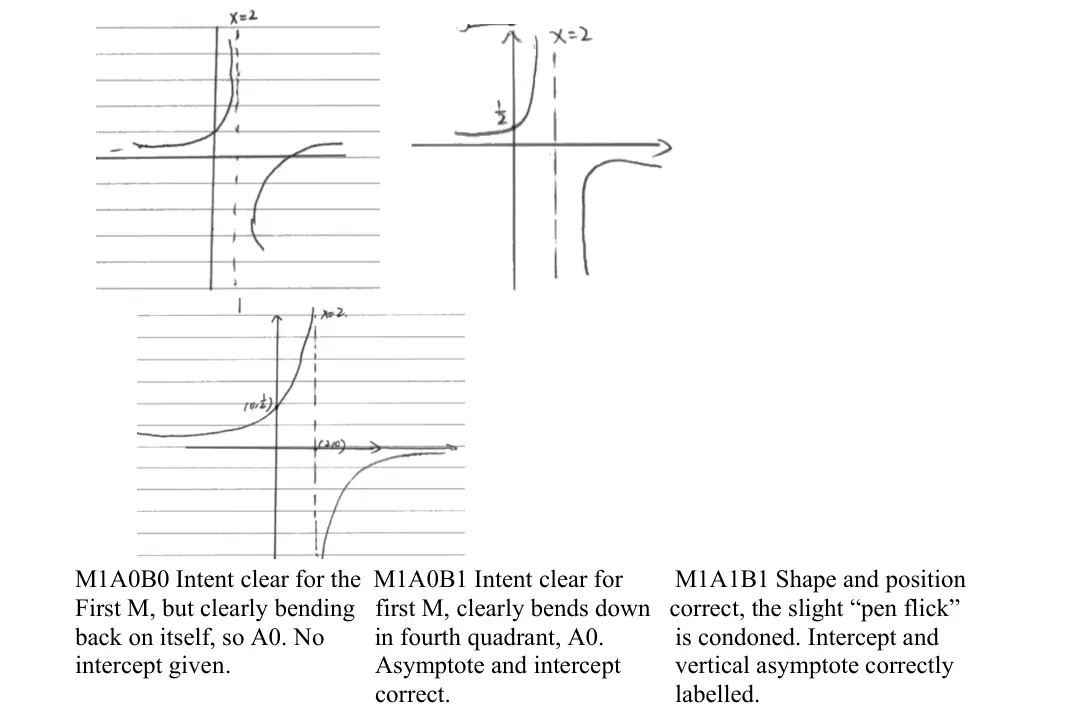 x=2
x=2
1/2
x=2.
(0,½)
(2,0)
M1A0B0 Intent clear for the
First M, but clearly bending
back on itself, so A0. No
intercept given.
M1A0B1 Intent clear for
first M, clearly bends down
in fourth quadrant, A0.
Asymptote and intercept
correct.
M1A1B1 Shape and position
correct, the slight “pen flick”
is condoned. Intercept and
vertical asymptote correctly
labelled.